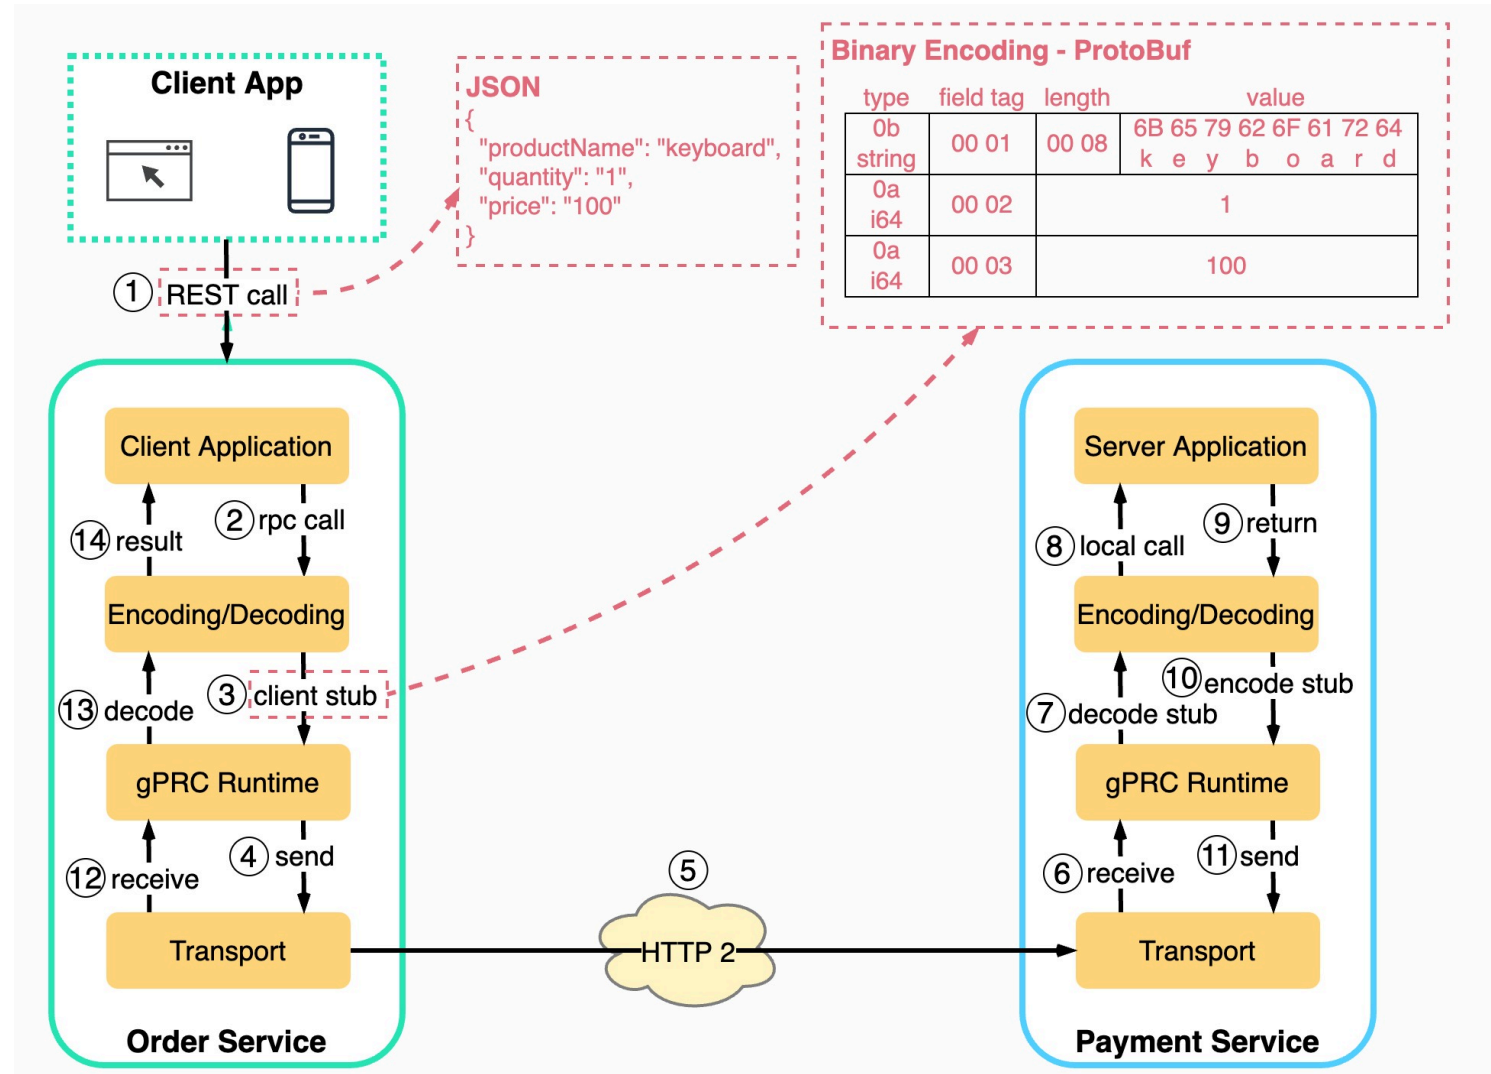 Client App
JSON
{
"productName": "keyboard",
"quantity": "1",
"price": "100"
}
Binary Encoding - ProtoBuf
type field tag length value
0b string 00 01 00 08 6B 65 79 62 6F 61 72 64
k e y b o a r d
0a i64 00 02 1
0a i64 00 03 100
1 REST call
Client Application
2 rpc call
14 result
Encoding/Decoding
3 client stub
13 decode
gPRC Runtime
4 send
12 receive
Transport
Order Service
5
HTTP 2
Server Application
8 local call
9 return
Encoding/Decoding
10 encode stub
7 decode stub
gPRC Runtime
11 send
6 receive
Transport
Payment Service